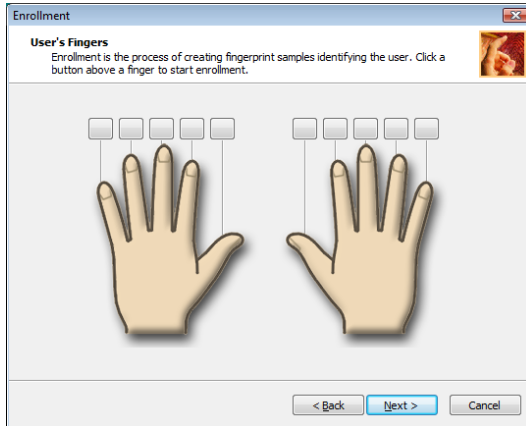 Enrollment
User's Fingers
Enrollment is the process of creating fingerprint samples identifying the user. Click a
button above a finger to start enrollment.
< Back
Next >
Cancel